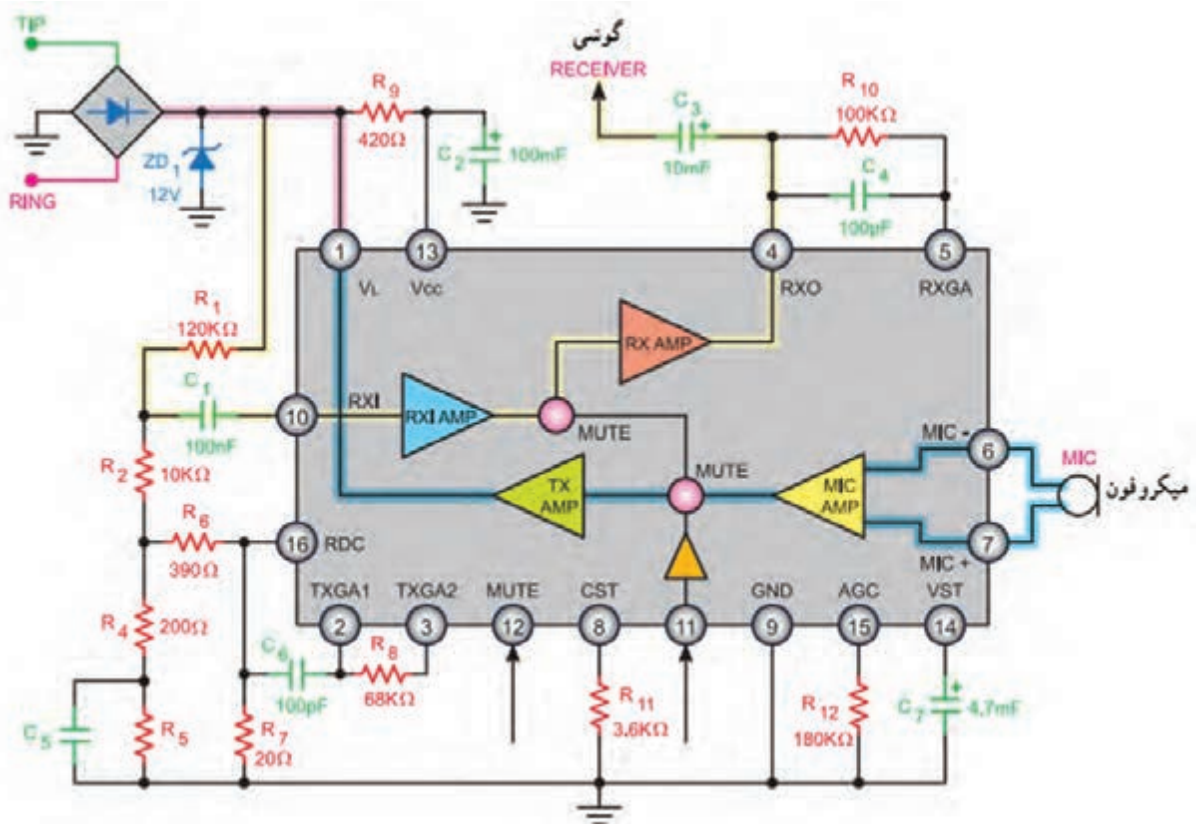 TIP
RING
ZD1
12V
R9
420Ω
C2
100mF
گوشی
RECEIVER
C3
10mF
R10
100KΩ
C4
100µF
1
VL
13
Vcc
4
RXO
5
RXGA
R1
120KΩ
C1
100nF
10
RXI
RXI AMP
RX AMP
MUTE
R2
10KΩ
TX AMP
MUTE
MIC AMP
MIC -
6
MIC
میکروفون
7
MIC +
R6
390Ω
16
RDC
R4
200Ω
TXGA1
TXGA2
MUTE
CST
GND
AGC
VST
2
3
12
8
11
9
15
14
C6
100pF
R8
68KΩ
C5
R5
R7
20Ω
R11
3.6KΩ
R12
180KΩ
C7
4.7mF